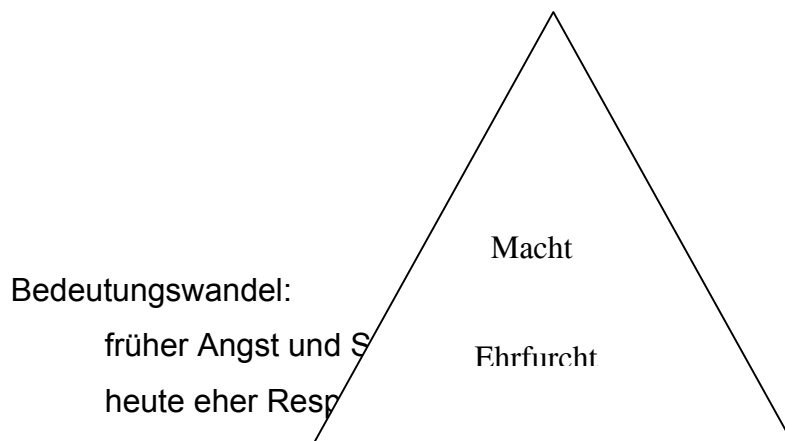 Macht
Bedeutungswandel:
früher Angst und
Ehrfurcht
heute eher